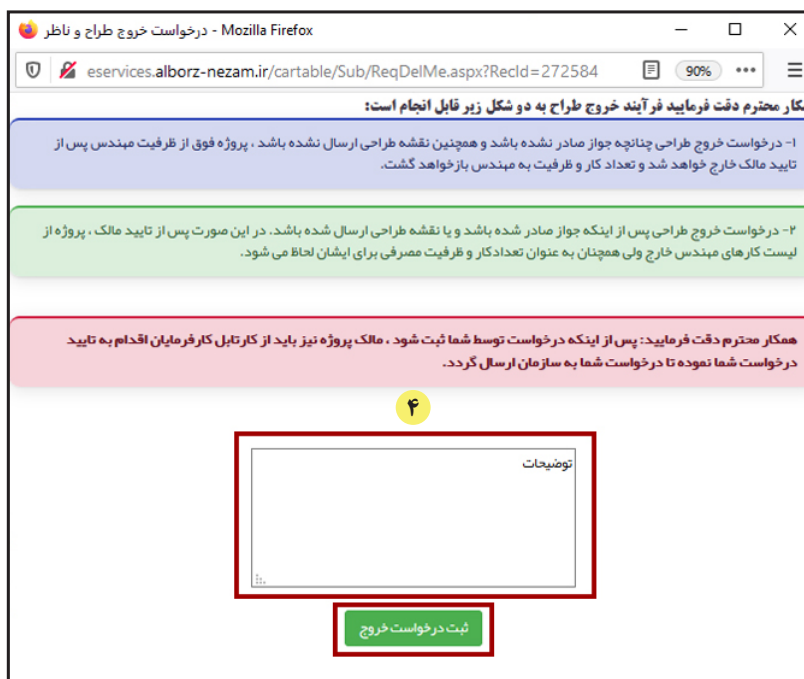 درخواست خروج طراح و ناظر - Mozilla Firefox
eservices.alborz-nezam.ir/cartable/Sub/ReqDelMe.aspx?RecId=272584 90%
کار محترم دقت فرمایید فرآیند خروج طراح به دو شکل زیر قابل انجام است:
۱- درخواست خروج طراحی چنانچه جواز صادر نشده باشد و همچنین نقشه طراحی ارسال نشده باشد ، پروژه فوق از ظرفیت مهندس پس از
تایید مالک خارج خواهد شد و تعداد کار و ظرفیت به مهندس بازخواهد گشت.
۲- درخواست خروج طراحی پس از اینکه جواز صادر شده باشد و یا نقشه طراحی ارسال شده باشد. در این صورت پس از تایید مالک ، پروژه از
لیست کارهای مهندس خارج ولی همچنان به عنوان تعدادکار و ظرفیت مصرفی برای ایشان لحاظ می شود.
همکار محترم دقت فرمایید: پس از اینکه درخواست توسط شما ثبت شود ، مالک پروژه نیز باید از کارتابل کارفرمایان اقدام به تایید
درخواست شما نموده تا درخواست شما به سازمان ارسال گردد.
۴
توضیحات
ثبت درخواست خروج